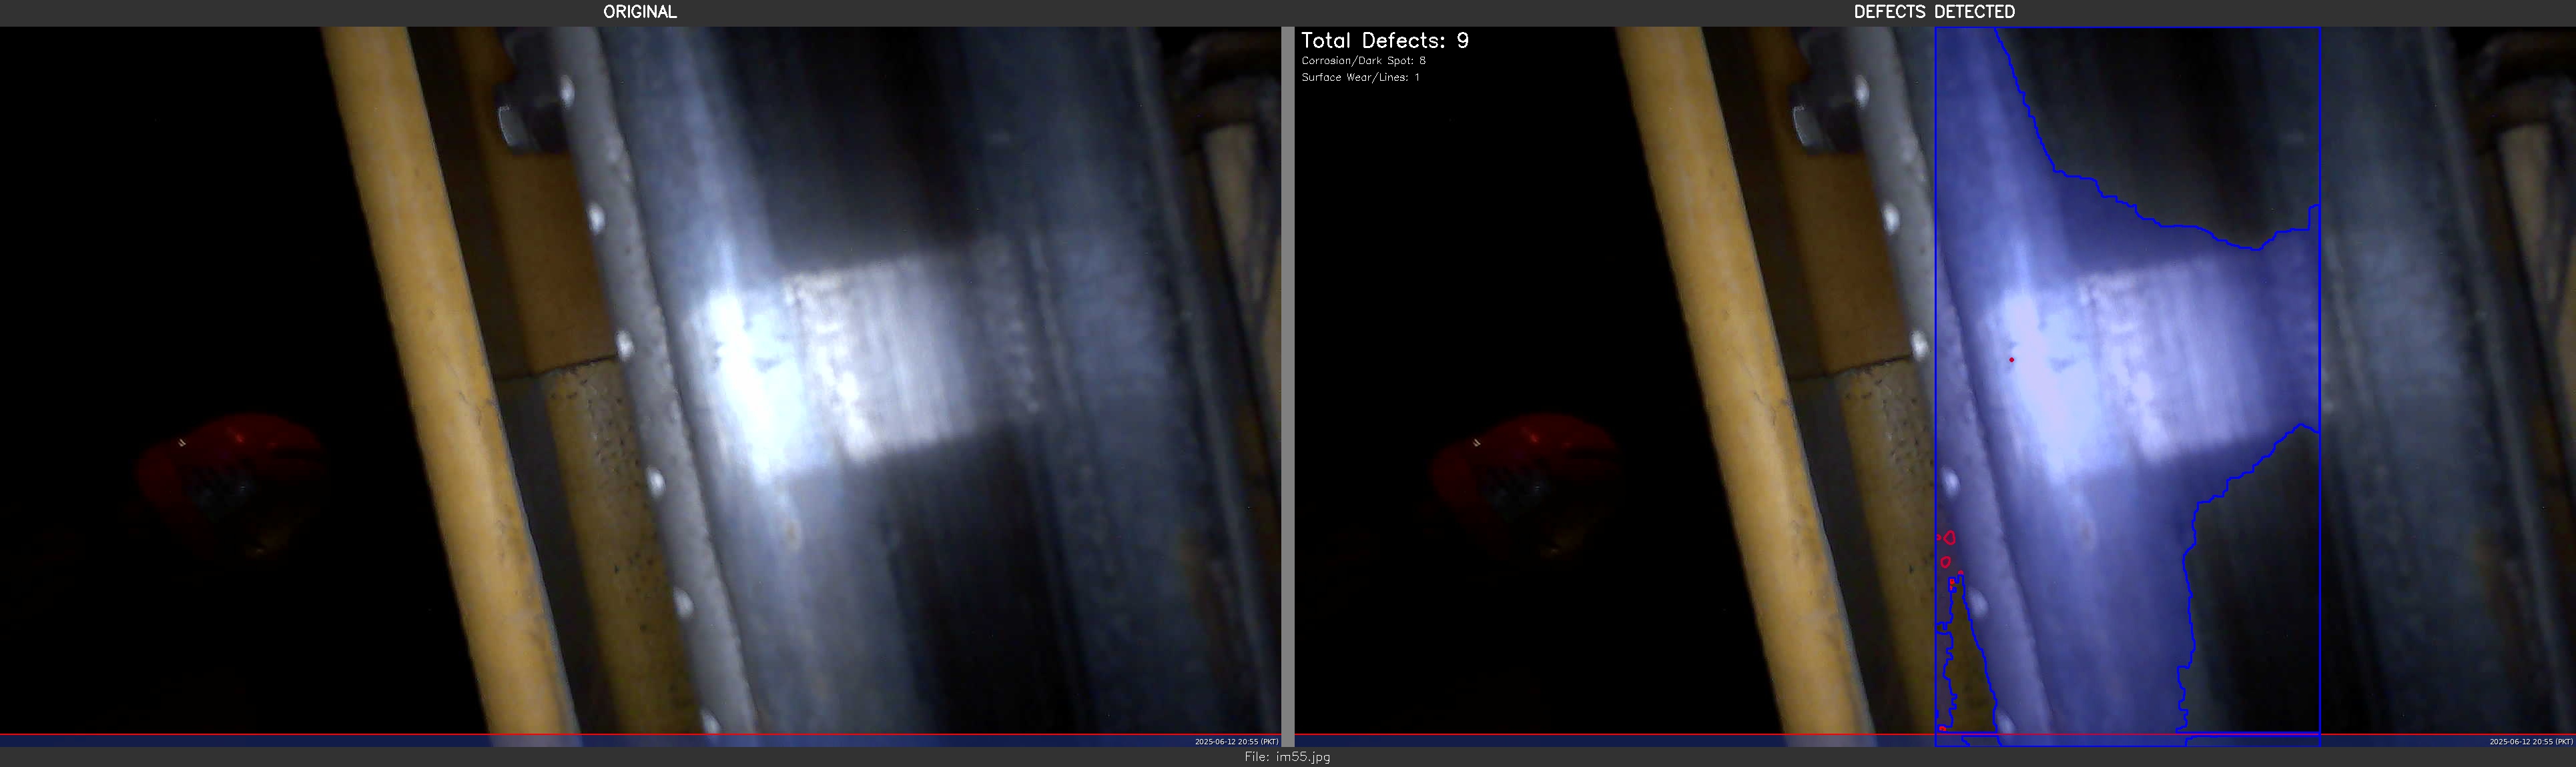 ORIGINAL
DEFECTS DETECTED
Total Defects: 9
Corrosion/Dark Spot: 8
Surface Wear/Lines: 1
2025-06-12 20:55 (PKT)
2025-06-12 20:55 (PKT)
File: im55.jpg